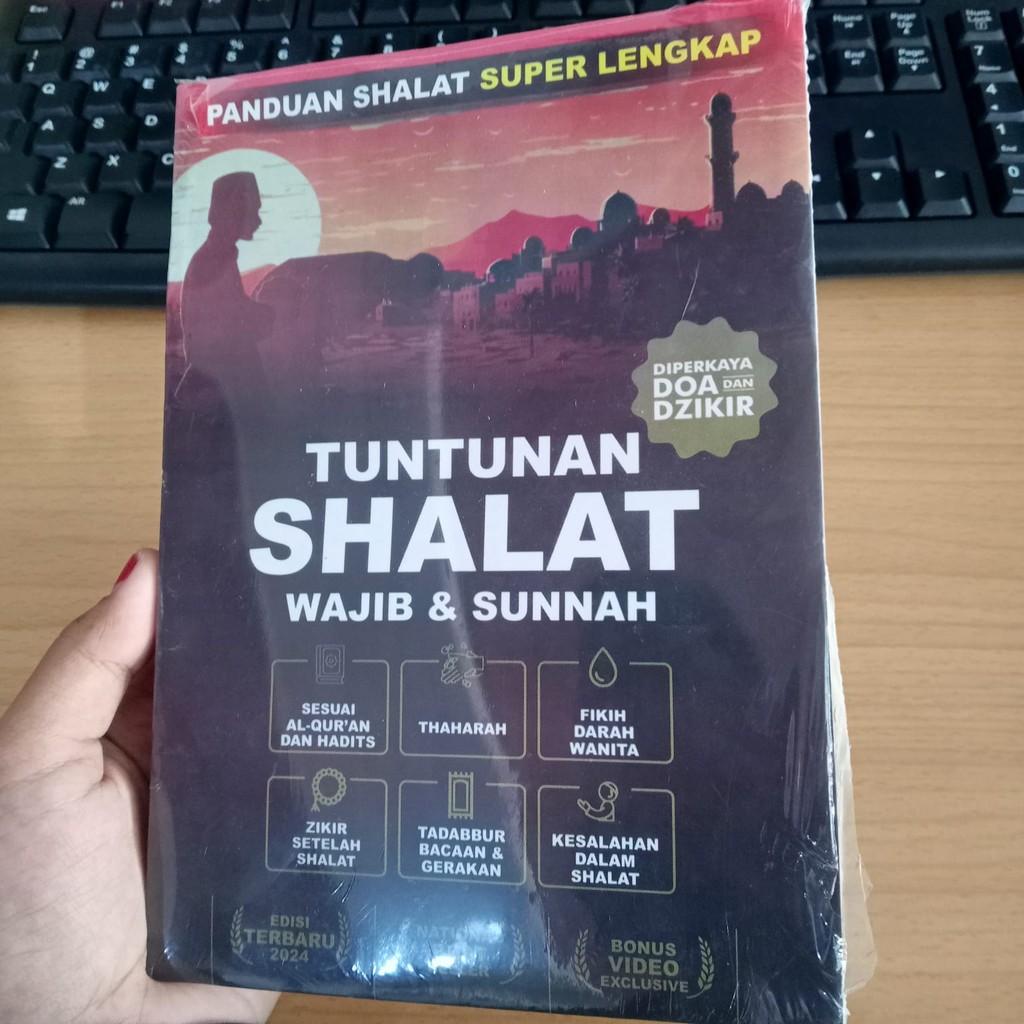 PANDUAN SHALAT SUPER LENGKAP
DIPERKAYA
DOA DAN
DZIKIR
TUNTUNAN
SHALAT
WAJIB & SUNNAH
SESUAI
AL-QUR'AN
DAN HADITS
THAHARAH
FIKIH
DARAH
WANITA
ZIKIR
SETELAH
SHALAT
TADABBUR
BACAAN &
GERAKAN
KESALAHAN
DALAM
SHALAT
EDISI
TERBARU
2024
BONUS
VIDEO
EXCLUSIVE